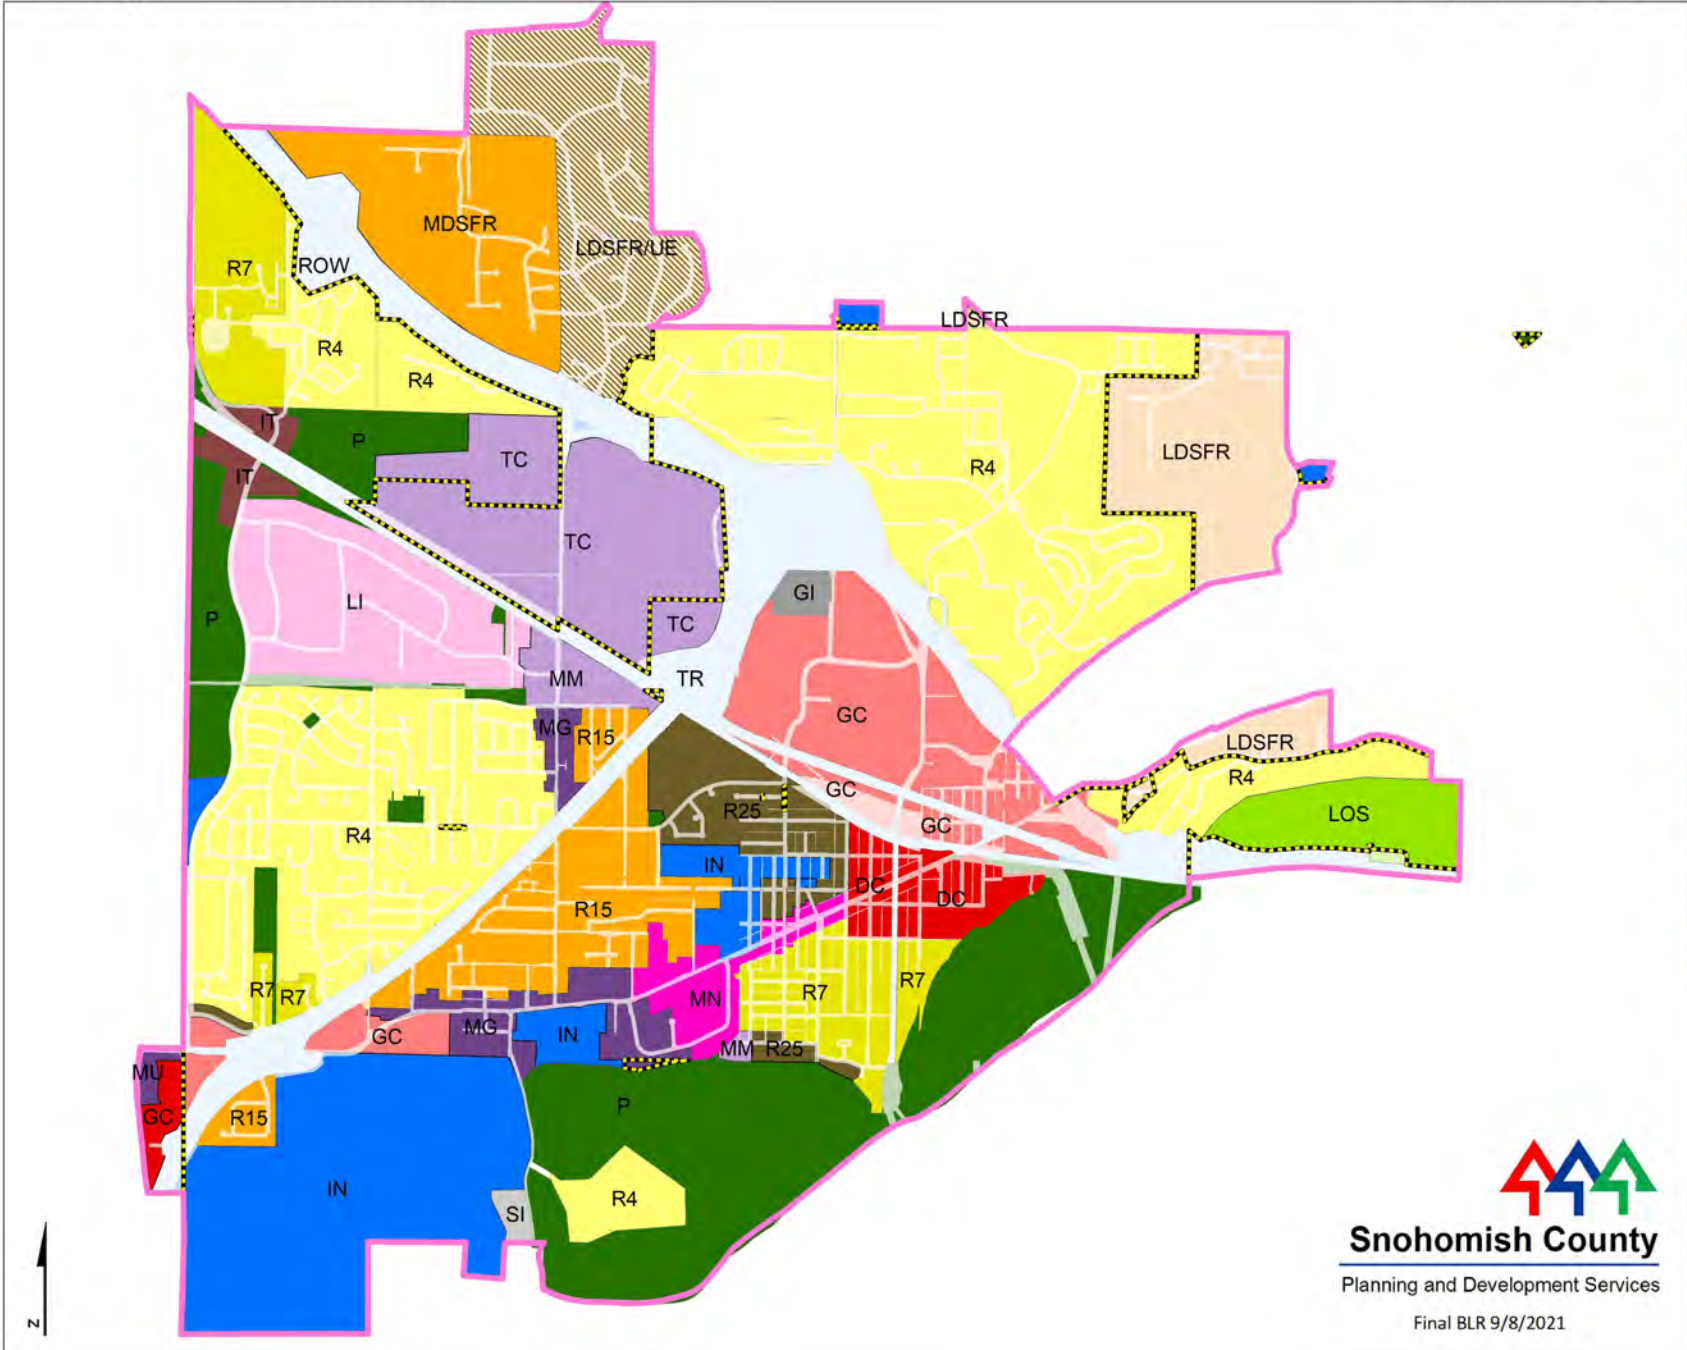 MDSFR
LDSFR/UE
R7
ROW
LDSFR
R4
R4
IT
P
TC
LDSFR
R4
IT
TC
GI
LI
P
TC
MM
TR
GC
MG
R15
LDSFR
R4
GC
R25
LOS
GC
R4
IN
DC
DC
R15
R7
R7
R7
R7
MN
MG
IN
GC
MM
R25
MU
P
GC
R15
IN
R4
SI
Snohomish County
Planning and Development Services
Final BLR 9/8/2021
z